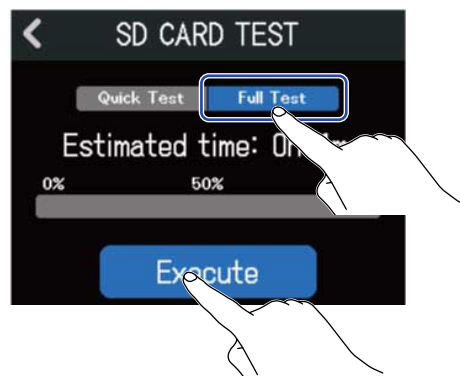 SD CARD TEST
Quick Test Full Test
Estimated time:
0% 50%
Execute